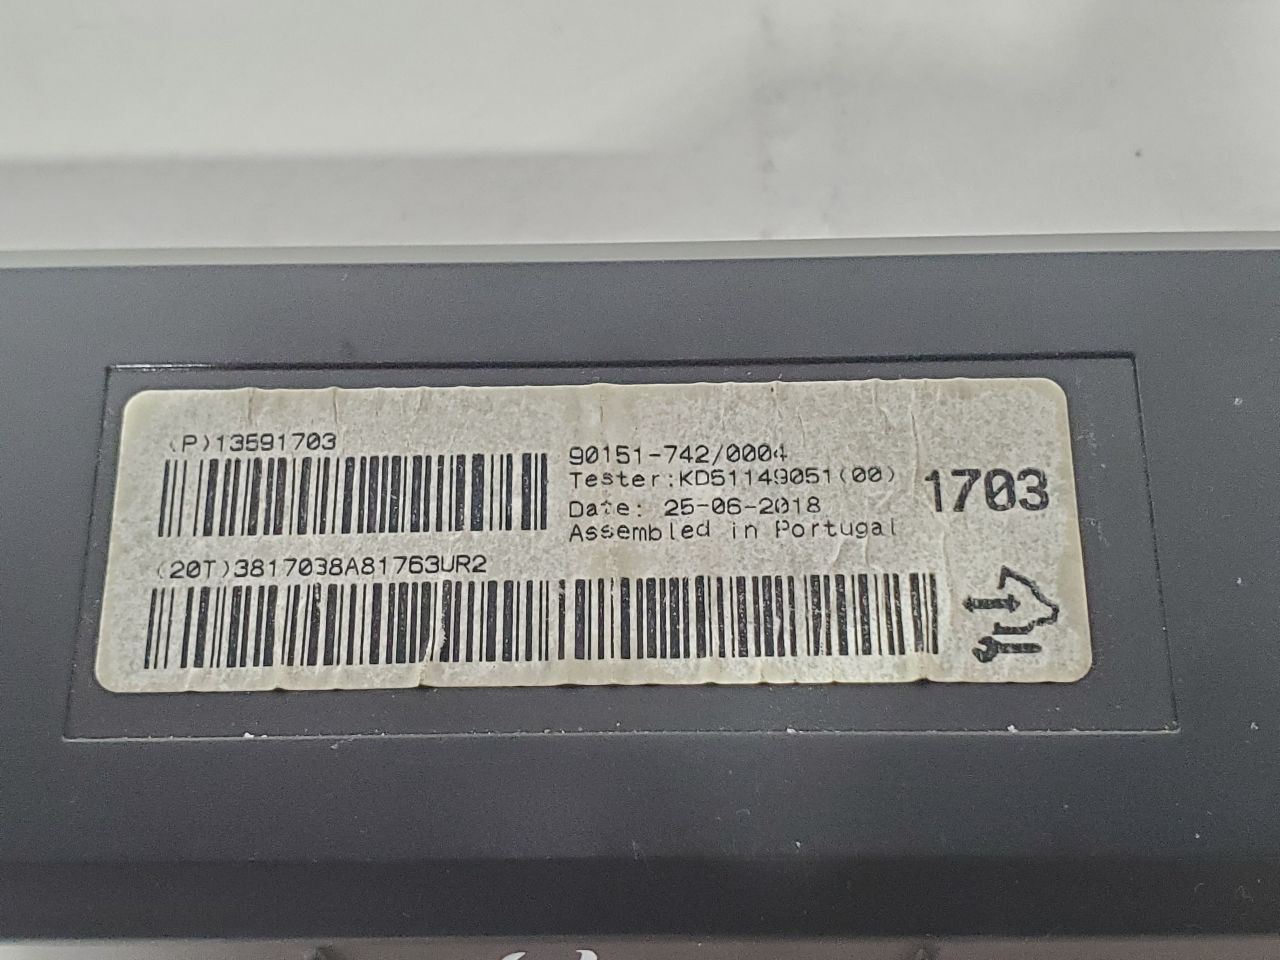 (P)13591703
90151-742/0004
Tester:KD51149051(00)
Date: 25-06-2018
Assembled in Portugal
1703
(20T)3817038A81763UR2